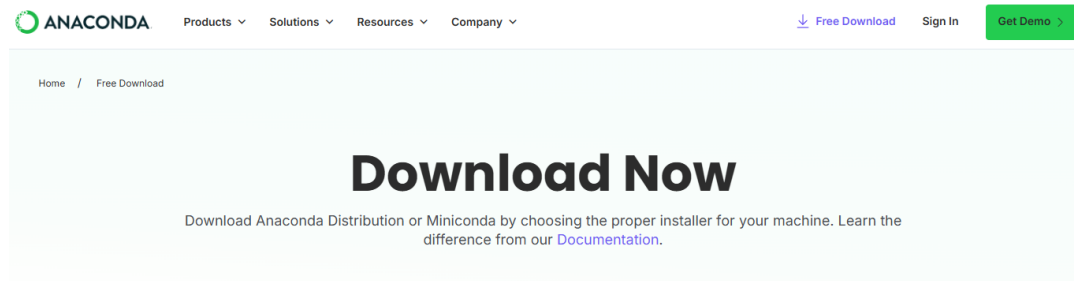 ANACONDA Products Solutions Resources Company Free Download Sign In Get Demo
Home / Free Download
Download Now
Download Anaconda Distribution or Miniconda by choosing the proper installer for your machine. Learn the
difference from our Documentation.